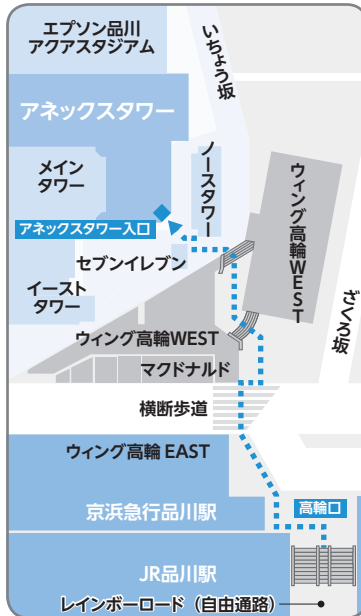 エプソン品川
アクアスタジアム
いちょう坂
アネックスタワー
メイン
タワー
ノースタワー
ウィング高輪WEST
アネックスタワー入口
セブンイレブン
イースト
タワー
ざくろ坂
ウィング高輪WEST
マクドナルド
横断歩道
ウィング高輪 EAST
京浜急行品川駅
高輪口
JR品川駅
レインボーロード（自由通路）